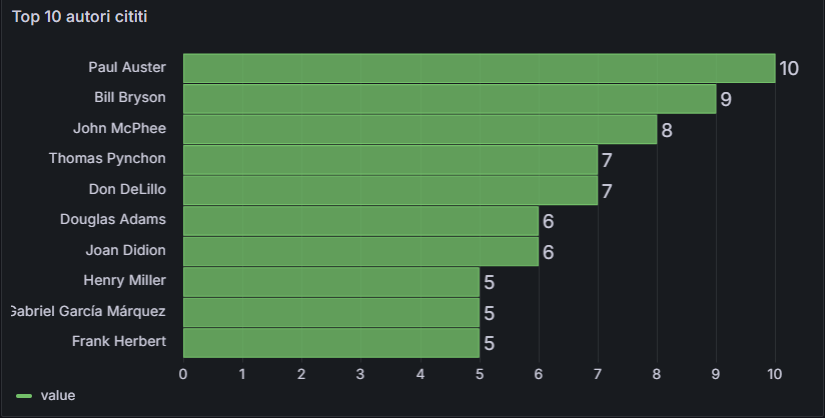 Top 10 autori cititi
Paul Auster 10
Bill Bryson 9
John McPhee 8
Thomas Pynchon 7
Don DeLillo 7
Douglas Adams 6
Joan Didion 6
Henry Miller 5
Gabriel García Márquez 5
Frank Herbert 5
0 1 2 3 4 5 6 7 8 9 10
value